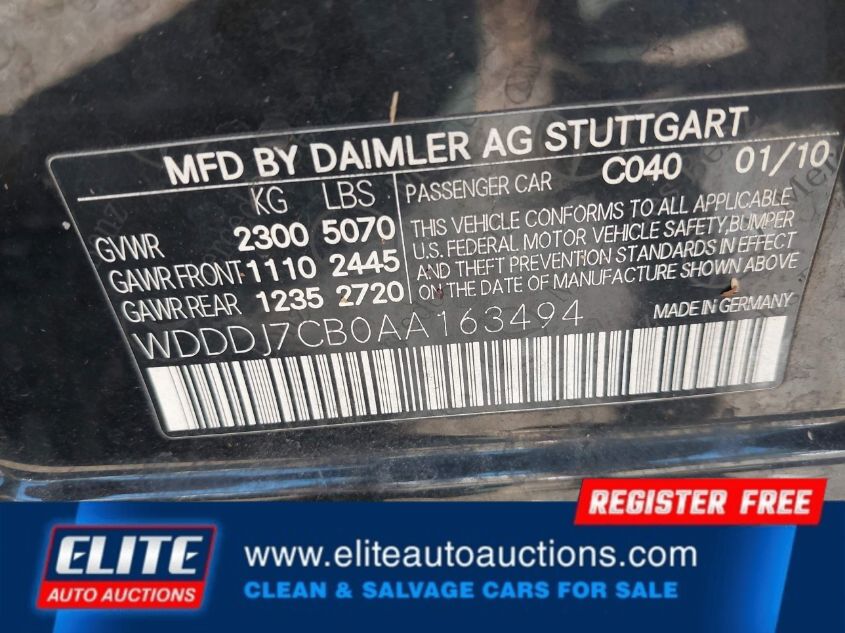 MFD BY DAIMLER AG STUTTGART
C040 01/10
KG LBS
GVWR 2300 5070
GAWR FRONT 1110 2445
GAWR REAR 1235 2720
PASSENGER CAR
THIS VEHICLE CONFORMS TO ALL APPLICABLE
U.S. FEDERAL MOTOR VEHICLE SAFETY,BUMPER
AND THEFT PREVENTION STANDARDS IN EFFECT
ON THE DATE OF MANUFACTURE SHOWN ABOVE
WDDDJ7CB0AA163494
MADE IN GERMANY
REGISTER FREE
ELITE
AUTO AUCTIONS
www.eliteautoauctions.com
CLEAN & SALVAGE CARS FOR SALE